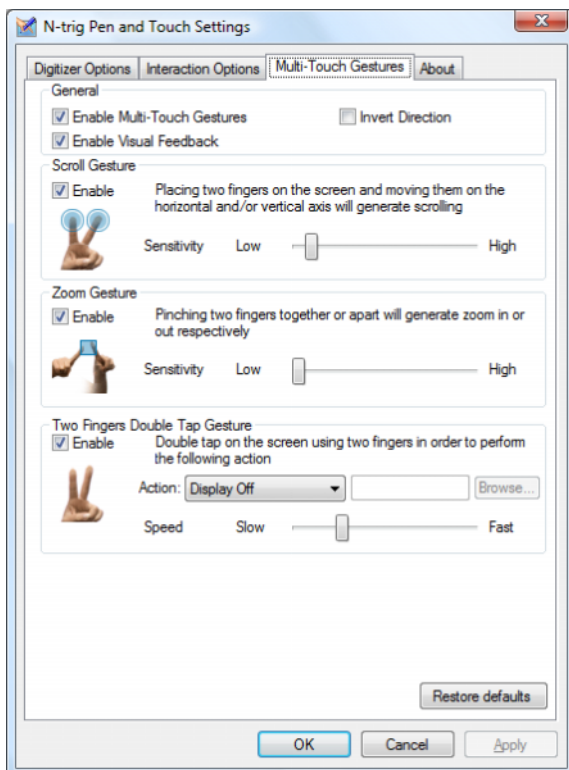 N-trig Pen and Touch Settings
Digitizer Options Interaction Options Multi-Touch Gestures About
General
Enable Multi-Touch Gestures Invert Direction
Enable Visual Feedback
Scroll Gesture
Enable Placing two fingers on the screen and moving them on the
horizontal and/or vertical axis will generate scrolling
Sensitivity Low High
Zoom Gesture
Enable Pinching two fingers together or apart will generate zoom in or
out respectively
Sensitivity Low High
Two Fingers Double Tap Gesture
Enable Double tap on the screen using two fingers in order to perform
the following action
Action: Display Off Browse...
Speed Slow Fast
Restore defaults
OK Cancel Apply